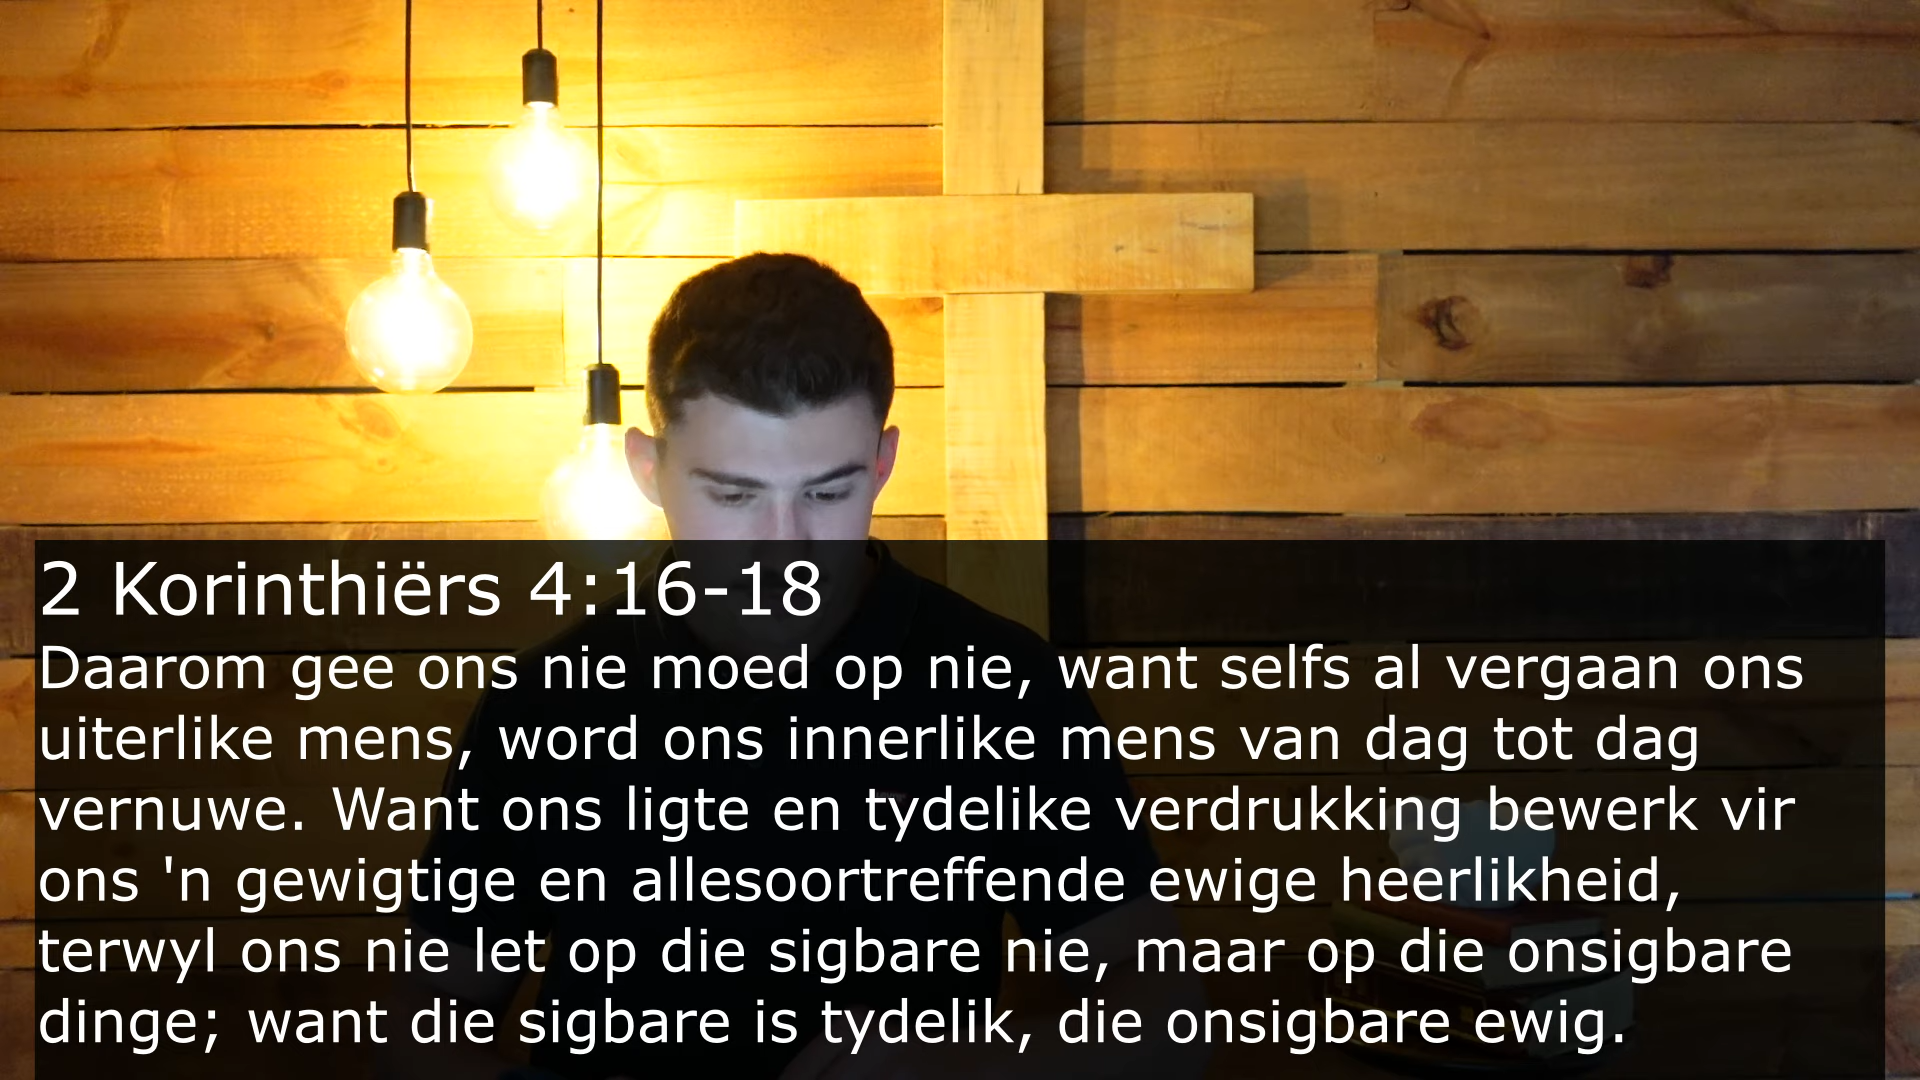 2 Korinthiërs 4:16-18
Daarom gee ons nie moed op nie, want selfs al vergaan ons
uiterlike mens, word ons innerlike mens van dag tot dag
vernuwe. Want ons ligte en tydelike verdrukking bewerk vir
ons 'n gewigtige en allesoortreffende ewige heerlikheid,
terwyl ons nie let op die sigbare nie, maar op die onsigbare
dinge; want die sigbare is tydelik, die onsigbare ewig.